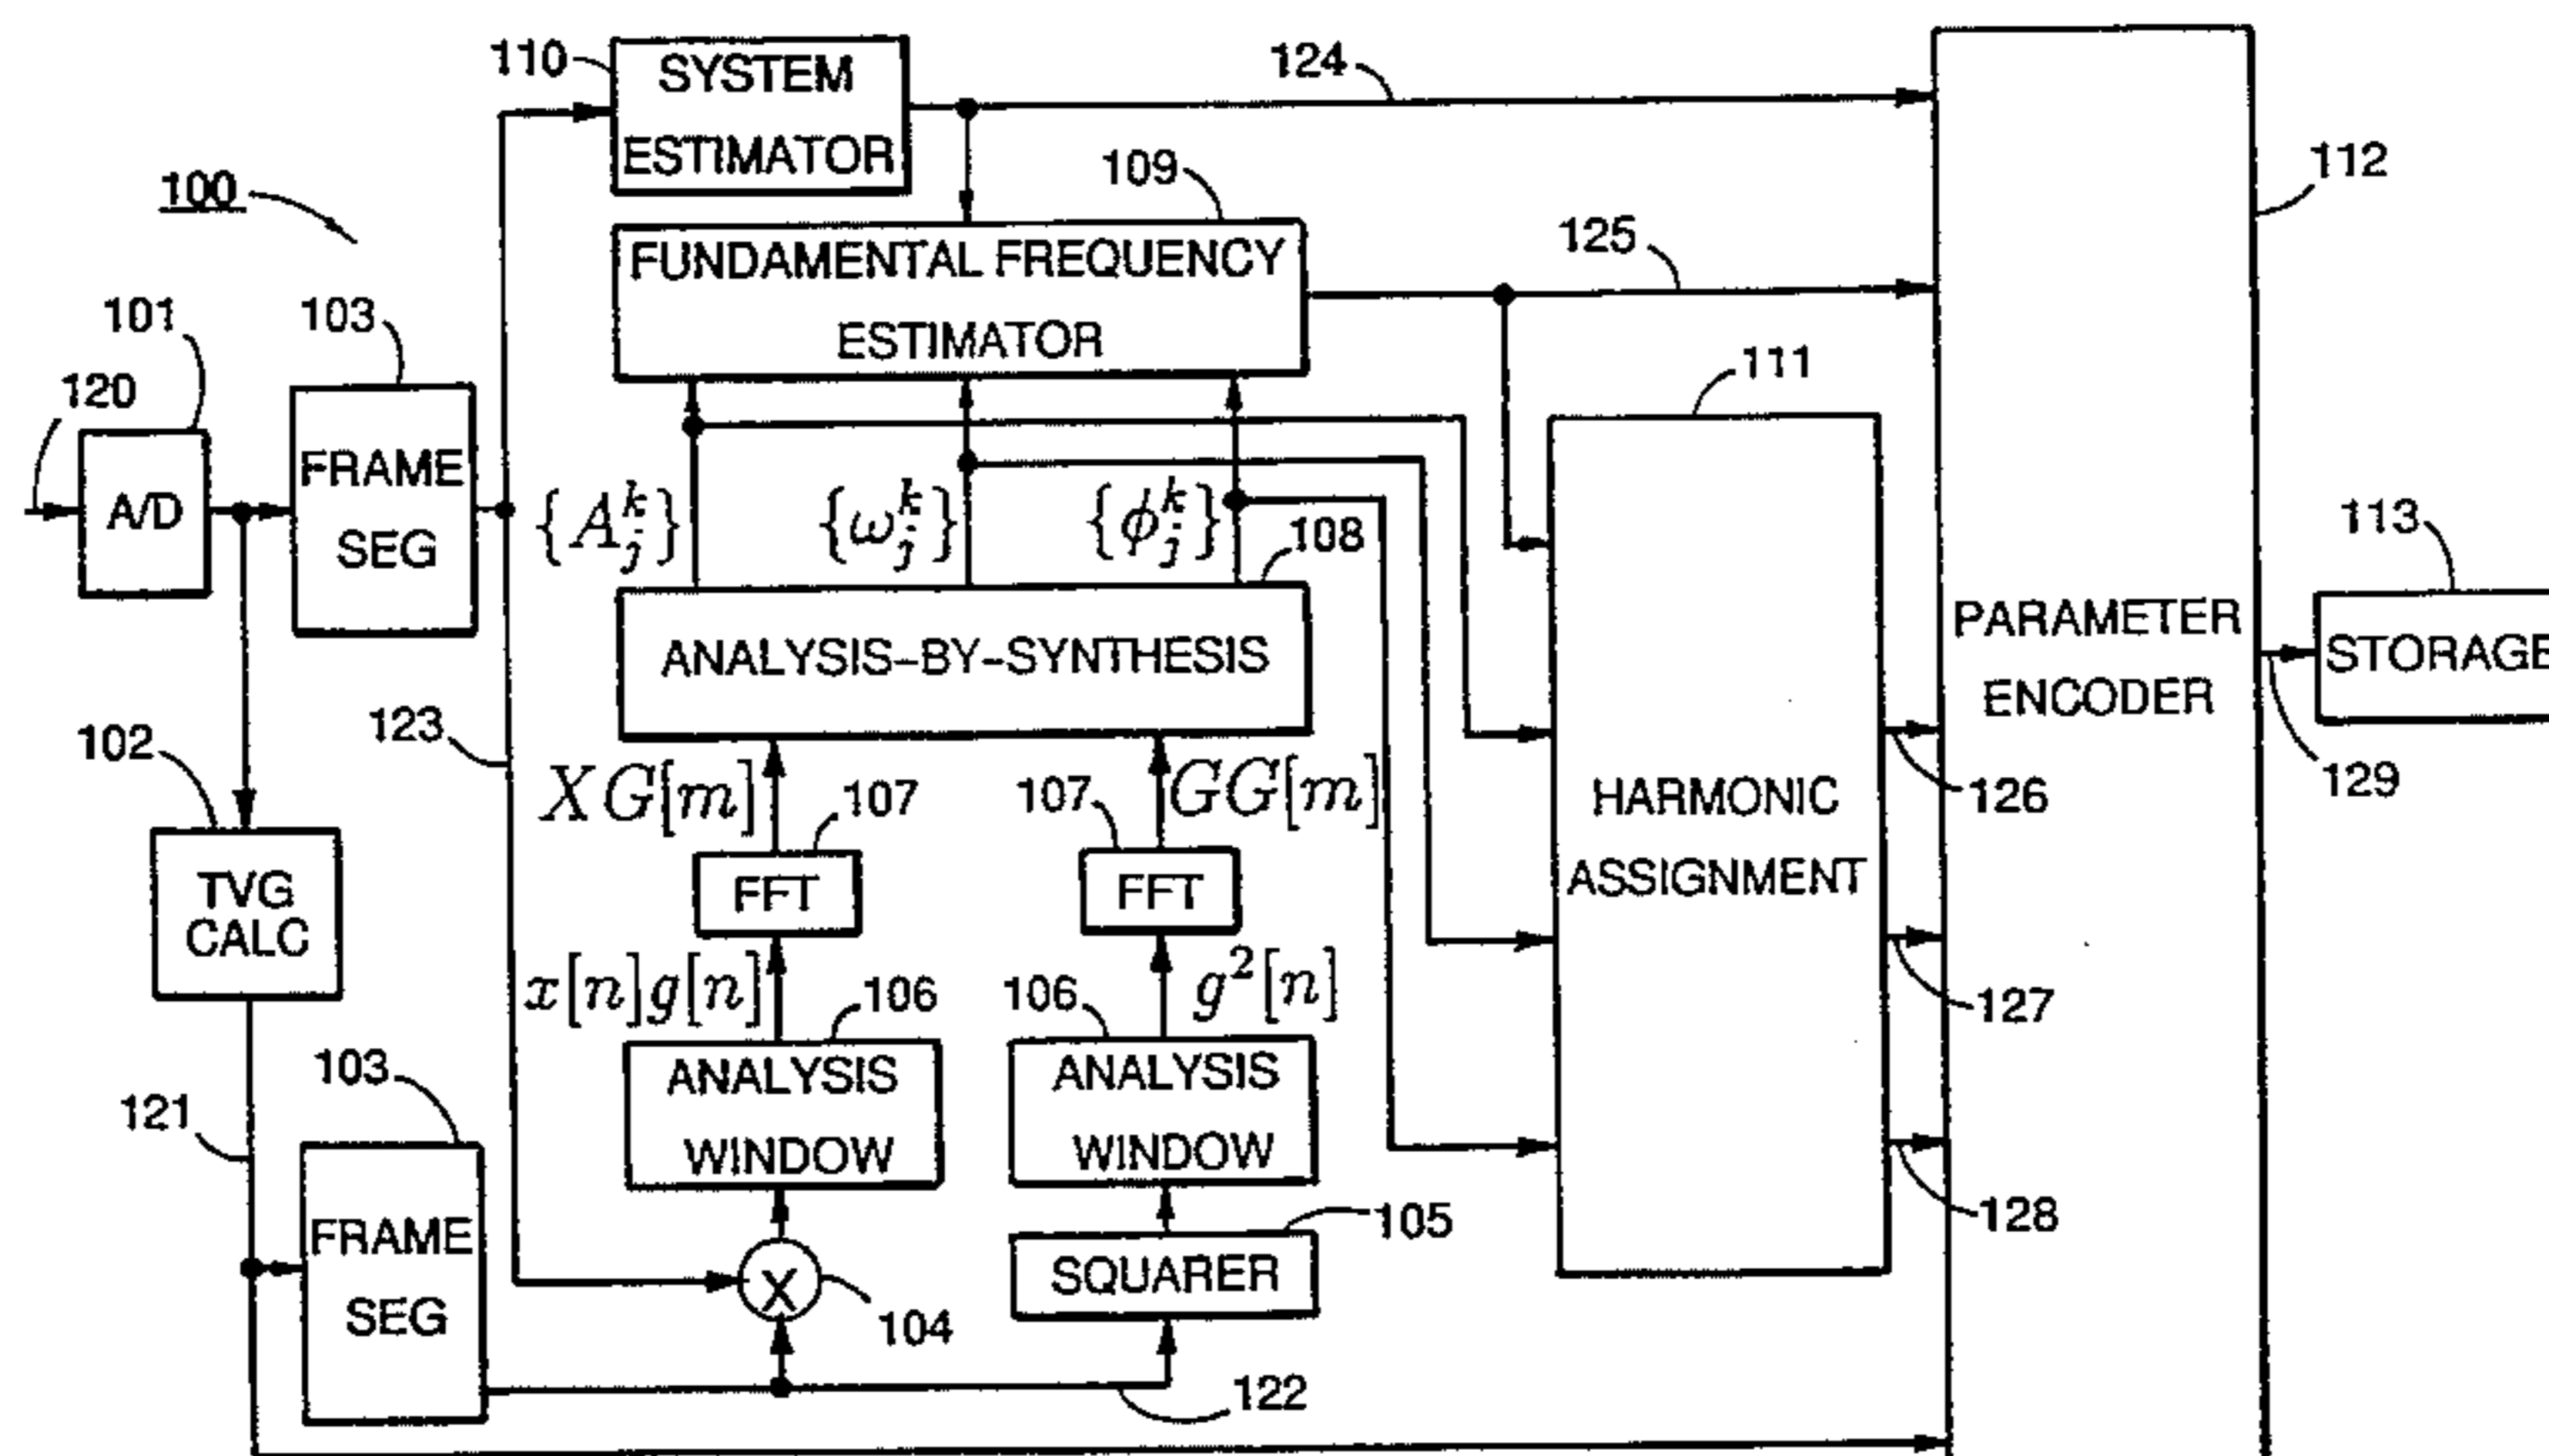 110
SYSTEM
ESTIMATOR
124
100
109
112
FUNDAMENTAL FREQUENCY
ESTIMATOR
125
101
103
111
120
A/D
FRAME
SEG
{A_j^k}
{ω_j^k}
{ϕ_j^k}
108
113
ANALYSIS-BY-SYNTHESIS
PARAMETER
ENCODER
STORAGE
123
102
XG[m]
107
107
GG[m]
HARMONIC
ASSIGNMENT
126
129
TVG
CALC
FFT
FFT
x[n]g[n]
106
106
g²[n]
127
103
ANALYSIS
WINDOW
ANALYSIS
WINDOW
121
128
FRAME
SEG
X
104
105
SQUARER
122